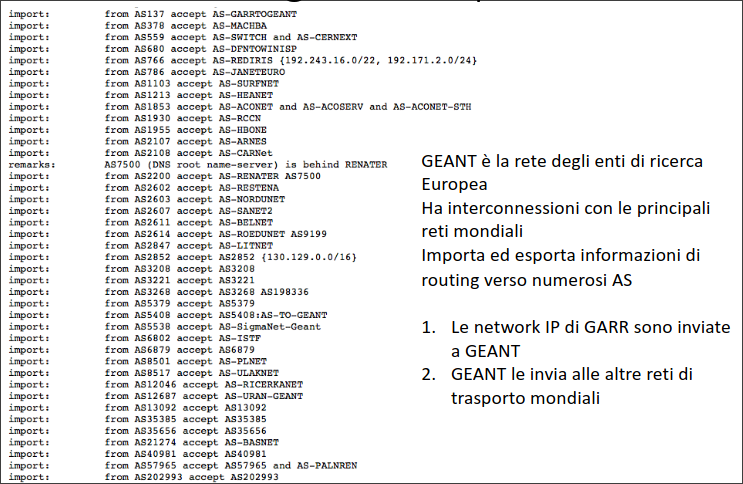 import: from AS137 accept AS-GARRTOGEANT
import: from AS378 accept AS-MACHBA
import: from AS559 accept AS-SWITCH and AS-CERNEXT
import: from AS680 accept AS-DFNTOWINISP
import: from AS766 accept AS-REDIRIS {192.243.16.0/22, 192.171.2.0/24}
import: from AS786 accept AS-JANETEURO
import: from AS1103 accept AS-SURFNET
import: from AS1213 accept AS-HEANET
import: from AS1853 accept AS-ACONET and AS-ACOSERV and AS-ACONET-STH
import: from AS1930 accept AS-RCCN
import: from AS1955 accept AS-HBONE
import: from AS2107 accept AS-ARNES
import: from AS2108 accept AS-CARNet
remarks: AS7500 (DNS root name-server) is behind RENATER
import: from AS2200 accept AS-RENATER AS7500
import: from AS2602 accept AS-RESTENA
import: from AS2603 accept AS-NORDUNET
import: from AS2607 accept AS-SANET2
import: from AS2611 accept AS-BELNET
import: from AS2614 accept AS-ROEDUNET AS9199
import: from AS2847 accept AS-LITNET
import: from AS2852 accept AS2852 {130.129.0.0/16}
import: from AS3208 accept AS3208
import: from AS3221 accept AS3221
import: from AS3268 accept AS3268 AS198336
import: from AS5379 accept AS5379
import: from AS5408 accept AS5408:AS-TO-GEANT
import: from AS5538 accept AS-SigmaNet-Geant
import: from AS6802 accept AS-ISTF
import: from AS6879 accept AS6879
import: from AS8501 accept AS-PLNET
import: from AS8517 accept AS-ULAKNET
import: from AS12046 accept AS-RICERKANET
import: from AS12687 accept AS-URAN-GEANT
import: from AS13092 accept AS13092
import: from AS35385 accept AS35385
import: from AS35656 accept AS35656
import: from AS21274 accept AS-BASNET
import: from AS40981 accept AS40981
import: from AS57965 accept AS57965 and AS-PALNREN
import: from AS202993 accept AS202993
GEANT è la rete degli enti di ricerca
Europea
Ha interconnessioni con le principali
reti mondiali
Importa ed esporta informazioni di
routing verso numerosi AS
1. Le network IP di GARR sono inviate
a GEANT
2. GEANT le invia alle altre reti di
trasporto mondiali